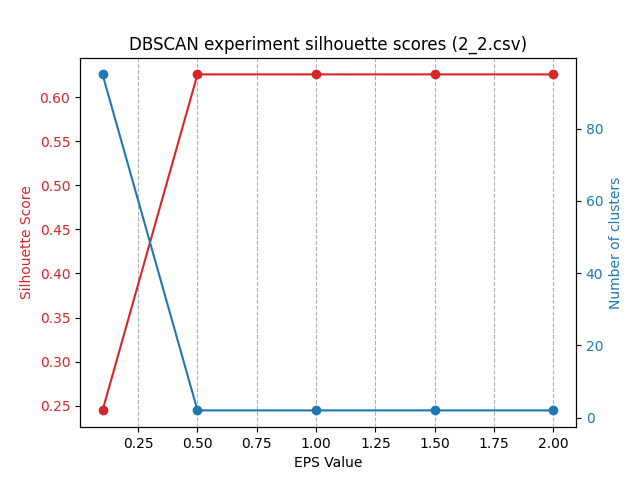 DBSCAN experiment silhouette scores (2_2.csv)
Silhouette Score
0.60
0.55
0.50
0.45
0.40
0.35
0.30
0.25
80
60
40
20
0
Number of clusters
0.25 0.50 0.75 1.00 1.25 1.50 1.75 2.00
EPS Value